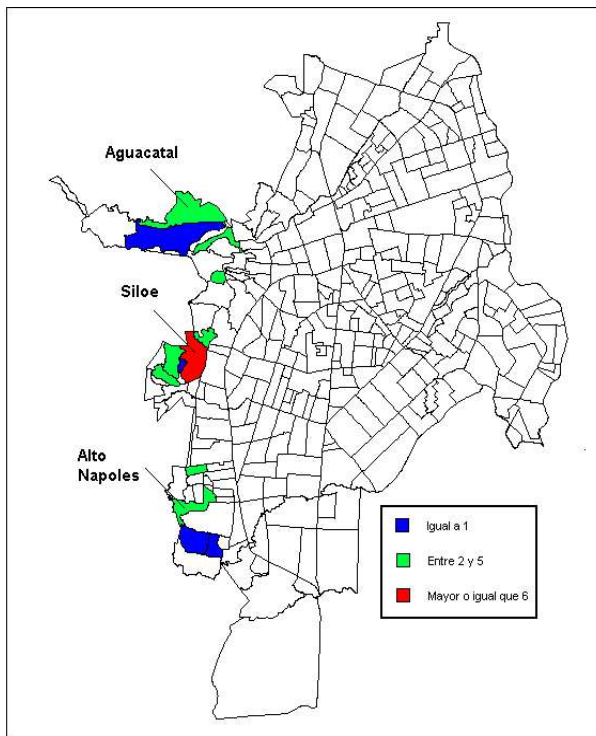 Aguacatal
Siloe
Alto
Napoles
Igual a 1
Entre 2 y 5
Mayor o igual que 6